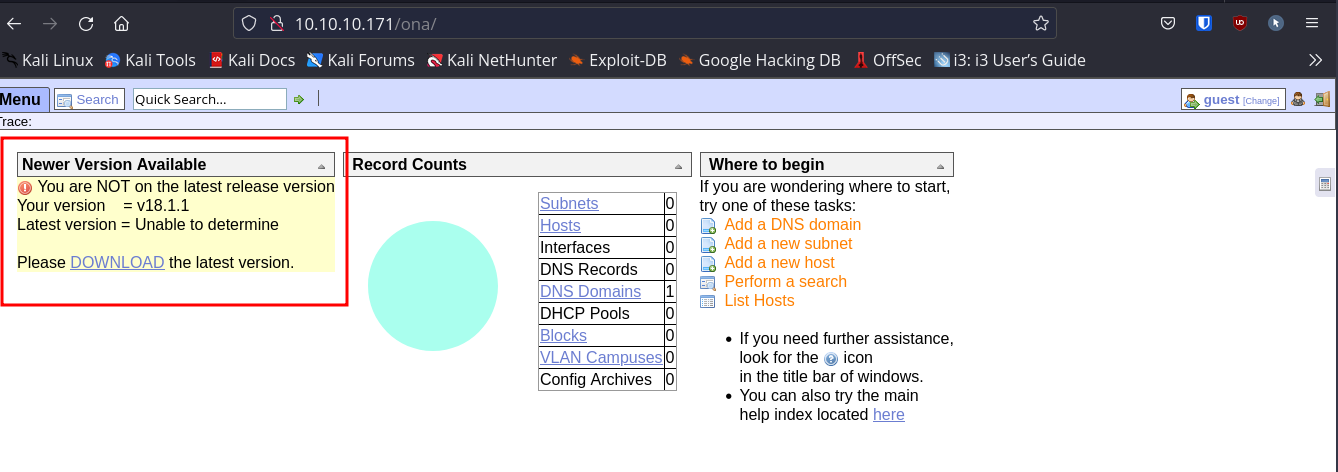 10.10.10.171/ona/
Kali Linux Kali Tools Kali Docs Kali Forums Kali NetHunter Exploit-DB Google Hacking DB OffSec i3: i3 User's Guide
Menu Search Quick Search... guest [Change]
Trace:
Newer Version Available
You are NOT on the latest release version
Your version = v18.1.1
Latest version = Unable to determine
Please DOWNLOAD the latest version.
Record Counts
Subnets 0
Hosts 0
Interfaces 0
DNS Records 0
DNS Domains 1
DHCP Pools 0
Blocks 0
VLAN Campuses 0
Config Archives 0
Where to begin
If you are wondering where to start,
try one of these tasks:
Add a DNS domain
Add a new subnet
Add a new host
Perform a search
List Hosts
• If you need further assistance,
look for the ? icon
in the title bar of windows.
• You can also try the main
help index located here